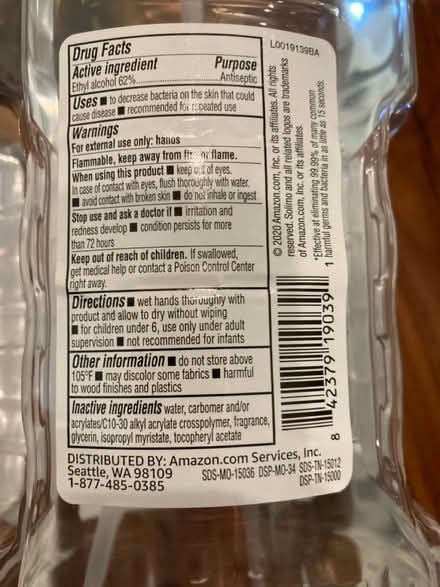 Drug Facts
Active ingredient Purpose
Ethyl alcohol 62%..........................Antiseptic
Uses ■ to decrease bacteria on the skin that could
cause disease ■ recommended for repeated use
Warnings
For external use only: hands
Flammable, keep away from fire or flame.
When using this product ■ keep out of eyes.
In case of contact with eyes, flush thoroughly with water.
■ avoid contact with broken skin ■ do not inhale or ingest
Stop use and ask a doctor if ■ irritation and
redness develop ■ condition persists for more
than 72 hours
Keep out of reach of children. If swallowed,
get medical help or contact a Poison Control Center
right away.
Directions ■ wet hands thoroughly with
product and allow to dry without wiping
■ for children under 6, use only under adult
supervision ■ not recommended for infants
Other information ■ do not store above
105°F ■ may discolor some fabrics ■ harmful
to wood finishes and plastics
Inactive ingredients water, carbomer and/or
acrylates/C10-30 alkyl acrylate crosspolymer, fragrance,
glycerin, isopropyl myristate, tocopheryl acetate
DISTRIBUTED BY: Amazon.com Services, Inc.
Seattle, WA 98109
1-877-485-0385
SDS-MO-15036 DSP-MO-34 SDS-TN-15012
DSP-TN-15000
L0019139BA
© 2020 Amazon.com, Inc. or its affiliates. All rights
reserved. Solimo and all related logos are trademarks
of Amazon.com, Inc. or its affiliates.
*Effective at eliminating 99.99% of many common
harmful germs and bacteria in as little as 15 seconds.
8 42379 19039 1